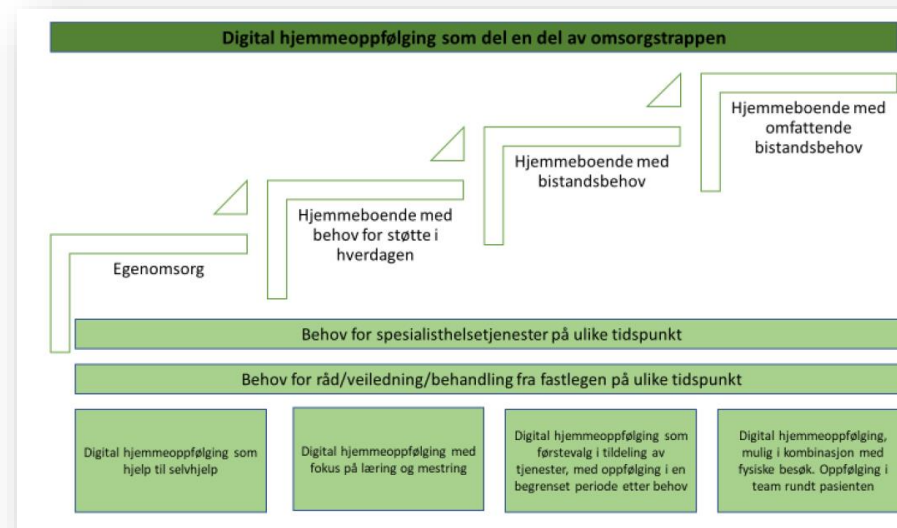 Digital hjemmeoppfølging som del en del av omsorgstrappen
Hjemmeboende med
omfattende
bistandsbehov
Hjemmeboende med
bistandsbehov
Hjemmeboende med
behov for støtte i
hverdagen
Egenomsorg
Behov for spesialisthelsetjenester på ulike tidspunkt
Behov for råd/veiledning/behandling fra fastlegen på ulike tidspunkt
Digital hjemmeoppfølging som
hjelp til selvhjelp
Digital hjemmeoppfølging med
fokus på læring og mestring
Digital hjemmeoppfølging som
førstevalg i tildeling av
tjenester, med oppfølging i en
begrenset periode etter behov
Digital hjemmeoppfølging,
mulig i kombinasjon med
fysiske besøk. Oppfølging i
team rundt pasienten